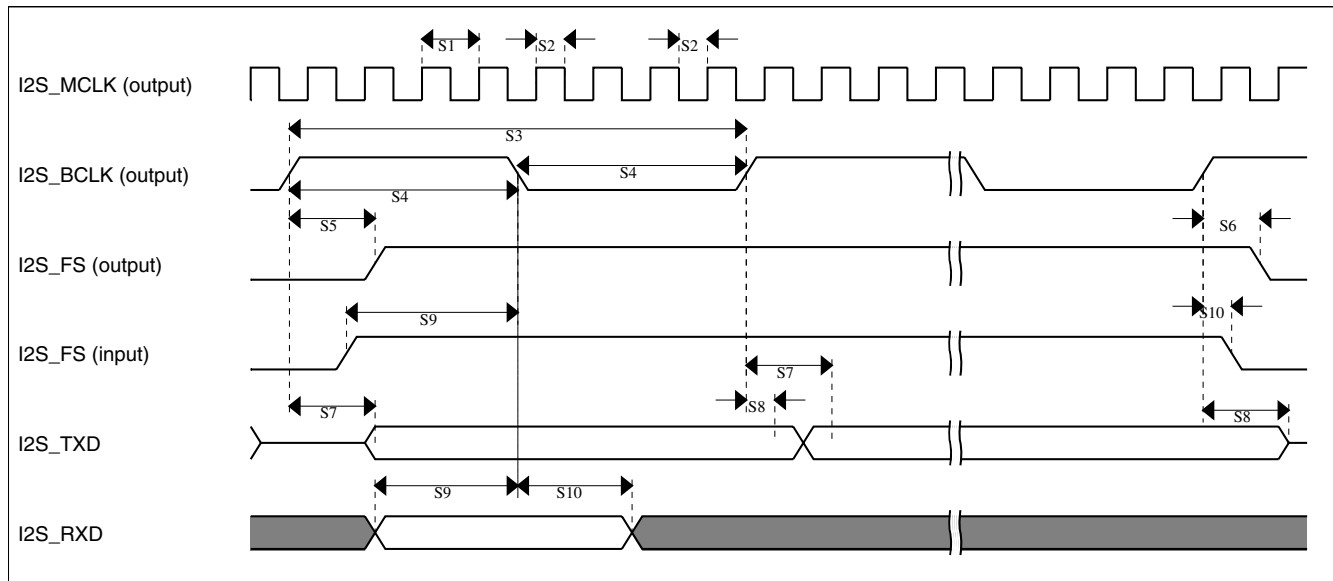 S1 S2 S2
I2S_MCLK (output)
S3
I2S_BCLK (output) S4
S4
S5 S6
I2S_FS (output)
S9 S10
I2S_FS (input)
S7
S7 S8 S8
I2S_TXD
S9 S10
I2S_RXD